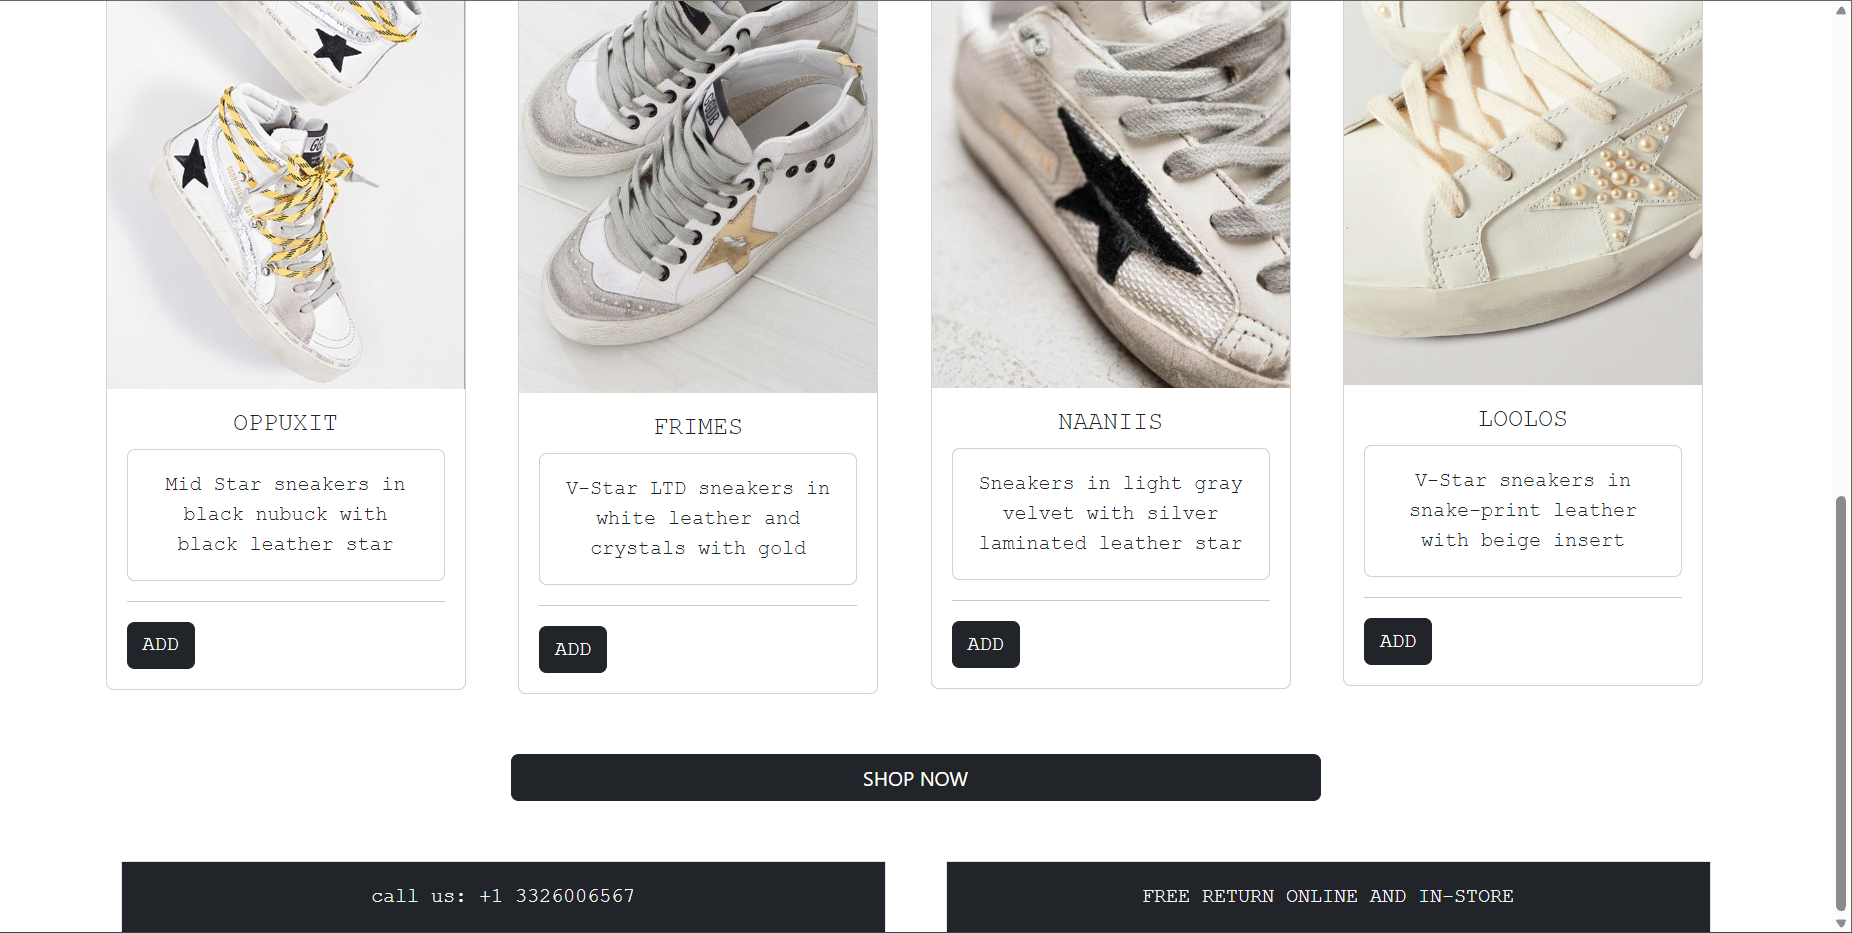 OPPUXIT
Mid Star sneakers in
black nubuck with
black leather star
ADD
FRIMES
V-Star LTD sneakers in
white leather and
crystals with gold
ADD
NAANIIS
Sneakers in light gray
velvet with silver
laminated leather star
ADD
LOOLOS
V-Star sneakers in
snake-print leather
with beige insert
ADD
SHOP NOW
call us: +1 3326006567
FREE RETURN ONLINE AND IN-STORE